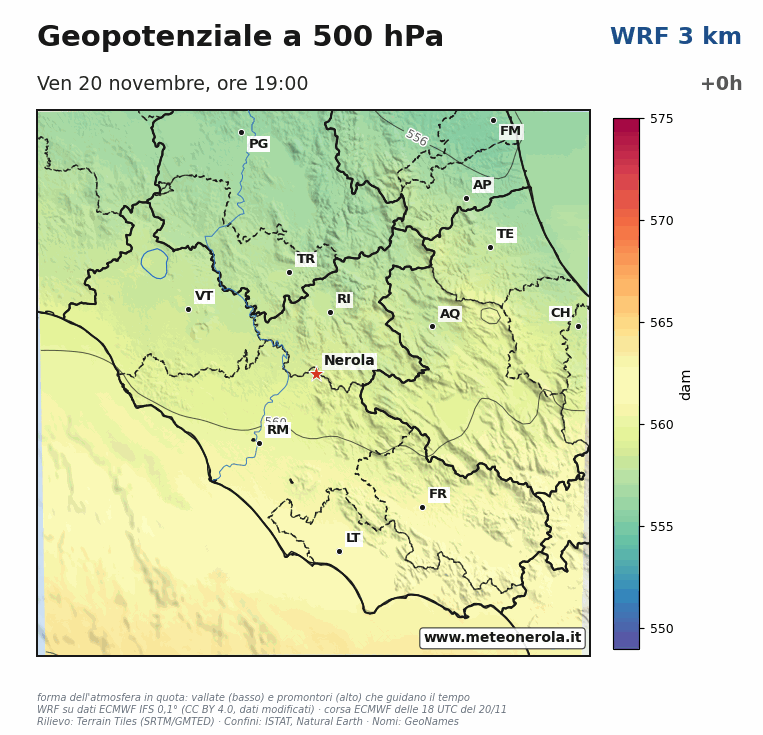 Geopotenziale a 500 hPa
WRF 3 km
Ven 20 novembre, ore 19:00
+0h
556
FM
PG
AP
TE
TR
VT
RI
AQ
CH
Nerola
560
RM
FR
LT
www.meteonerola.it
575
570
565
560
555
550
dam
forma dell'atmosfera in quota: vallate (basso) e promontori (alto) che guidano il tempo
WRF su dati ECMWF IFS 0,1° (CC BY 4.0, dati modificati) · corsa ECMWF delle 18 UTC del 20/11
Rilievo: Terrain Tiles (SRTM/GMTED) · Confini: ISTAT, Natural Earth · Nomi: GeoNames